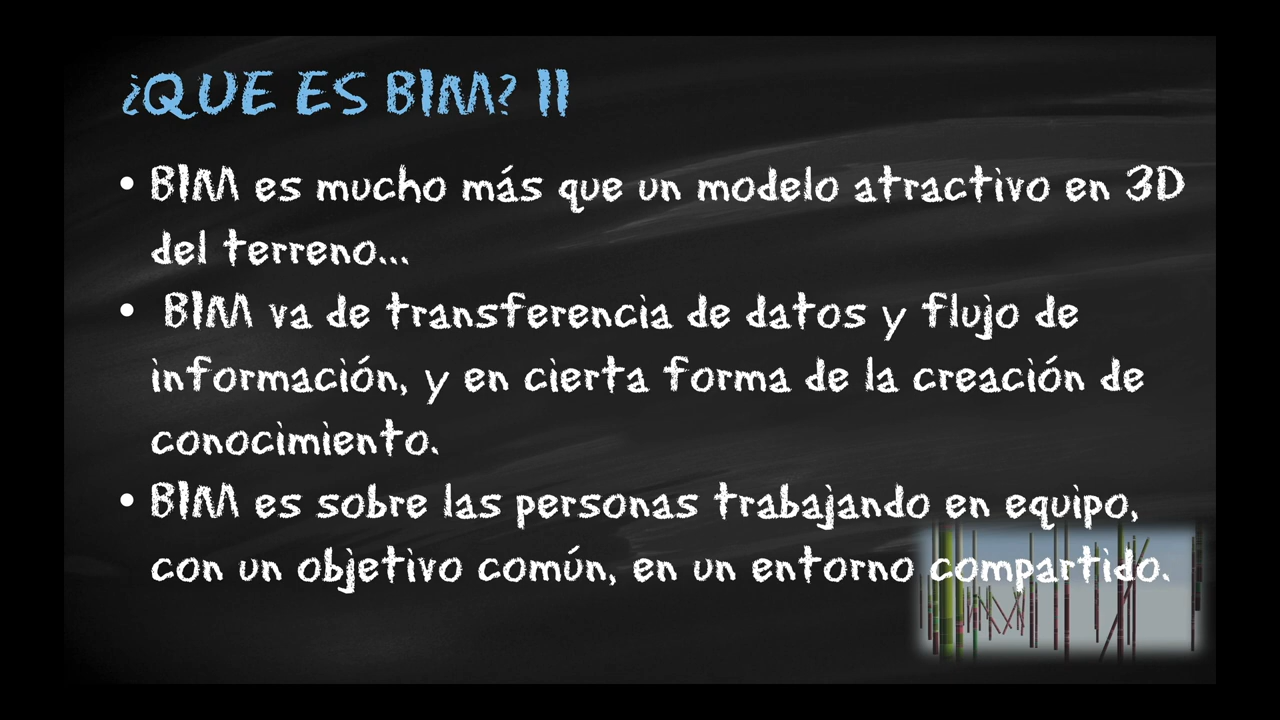 ¿QUE ES BIM? II
• BIM es mucho más que un modelo atractivo en 3D
del terreno...
• BIM va de transferencia de datos y flujo de
información, y en cierta forma de la creación de
conocimiento.
• BIM es sobre las personas trabajando en equipo,
con un objetivo común, en un entorno compartido.